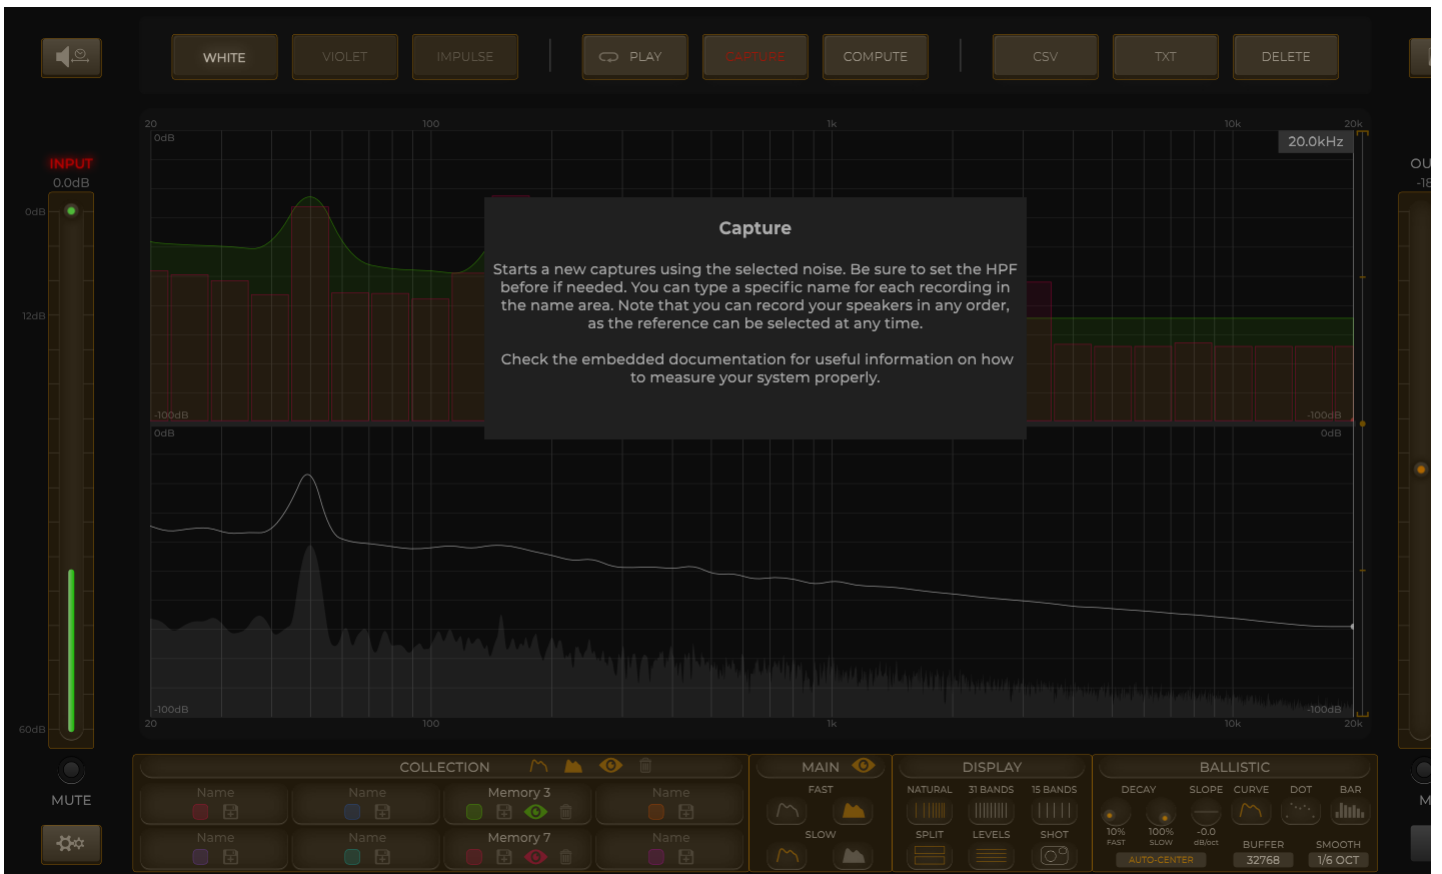 WHITE VIOLET IMPULSE PLAY CAPTURE COMPUTE CSV TXT DELETE
20 100 1k 10k 20k
0dB
20.0kHz
INPUT
0.0dB
0dB
12dB
60dB
MUTE
OU
-18
Capture
Starts a new captures using the selected noise. Be sure to set the HPF
before if needed. You can type a specific name for each recording in
the name area. Note that you can record your speakers in any order,
as the reference can be selected at any time.
Check the embedded documentation for useful information on how
to measure your system properly.
-100dB -100dB
0dB 0dB
-100dB -100dB
20 100 1k 10k 20k
M
COLLECTION
Name Name Memory 3 Name
Name Name Memory 7 Name
MAIN
FAST
SLOW
DISPLAY
NATURAL 31 BANDS 15 BANDS
SPLIT LEVELS SHOT
BALLISTIC
DECAY SLOPE CURVE DOT BAR
10% 100% -0.0
FAST SLOW dB/oct
BUFFER SMOOTH
AUTO-CENTER 32768 1/6 OCT